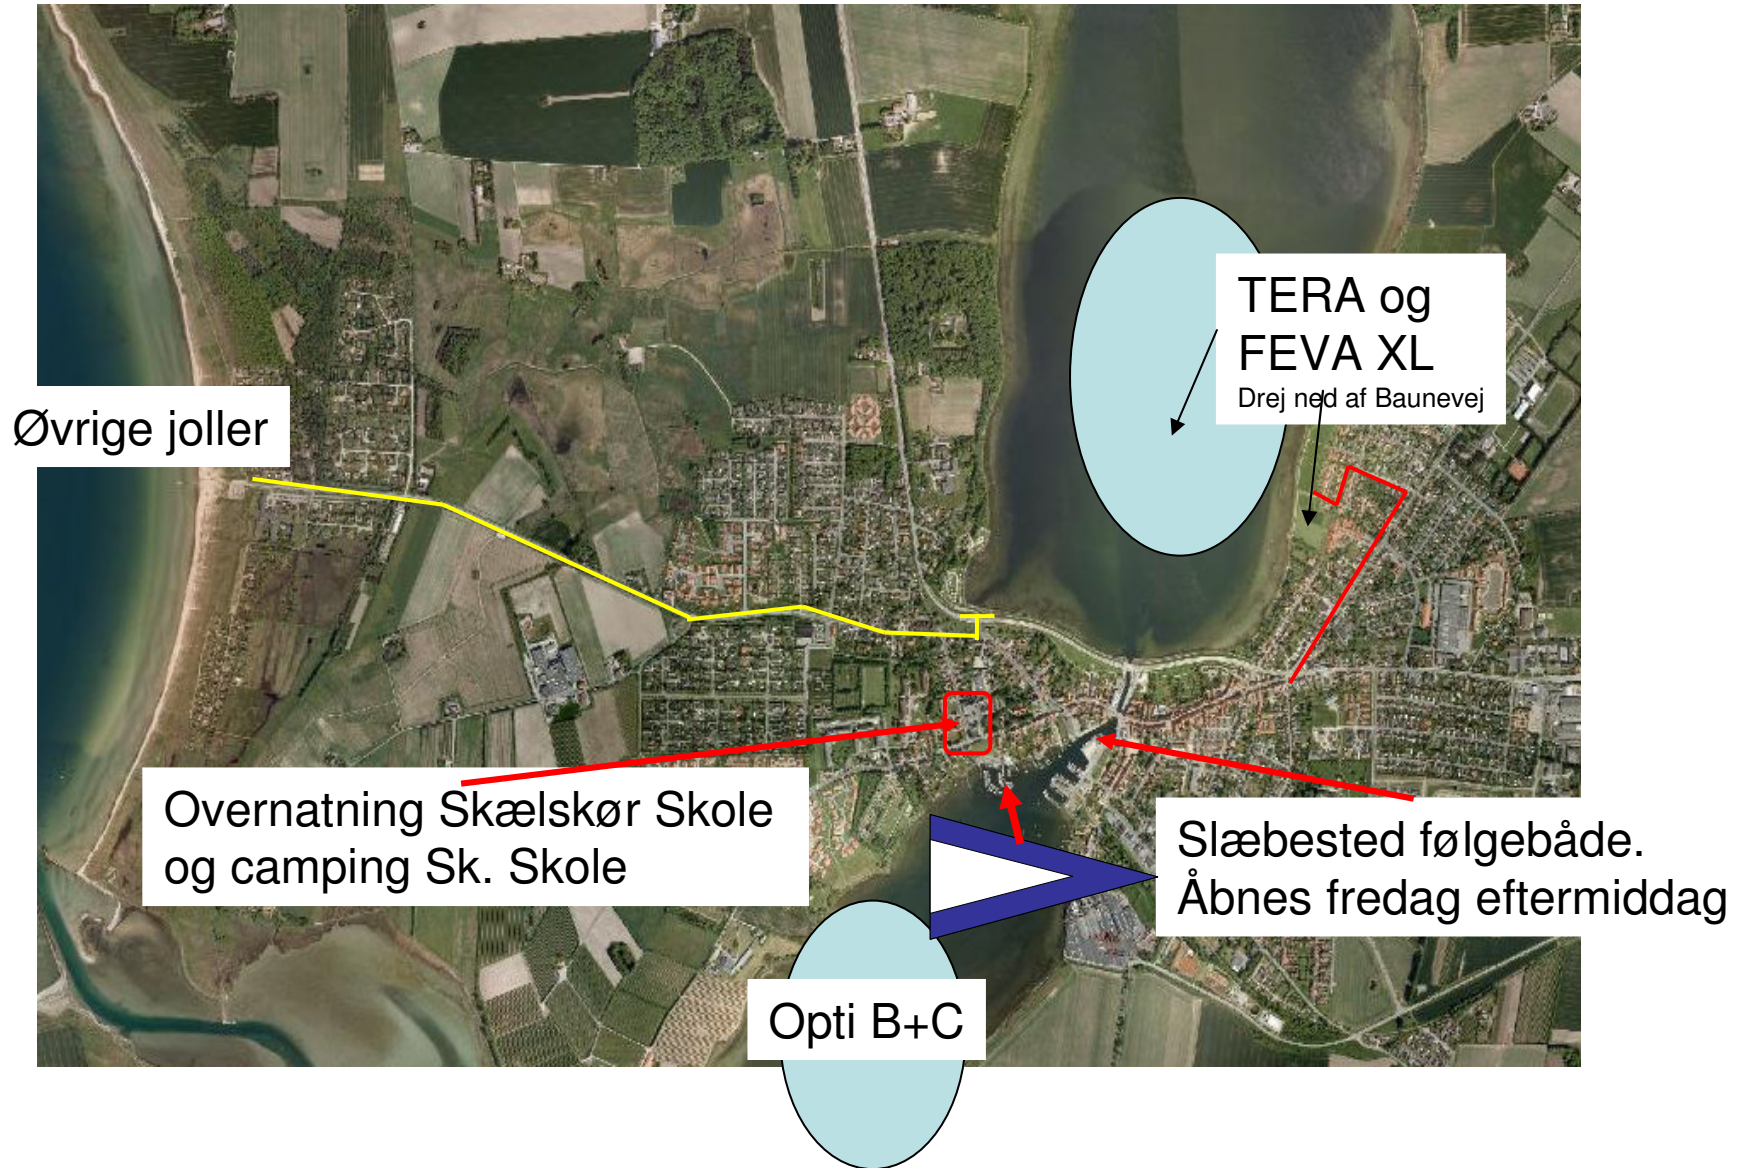 TERA og
FEVA XL
Drej ned af Baunevej
Øvrige joller
Overnatning Skælskør Skole
og camping Sk. Skole
Slæbested følgebåde.
Åbnes fredag eftermiddag
Opti B+C